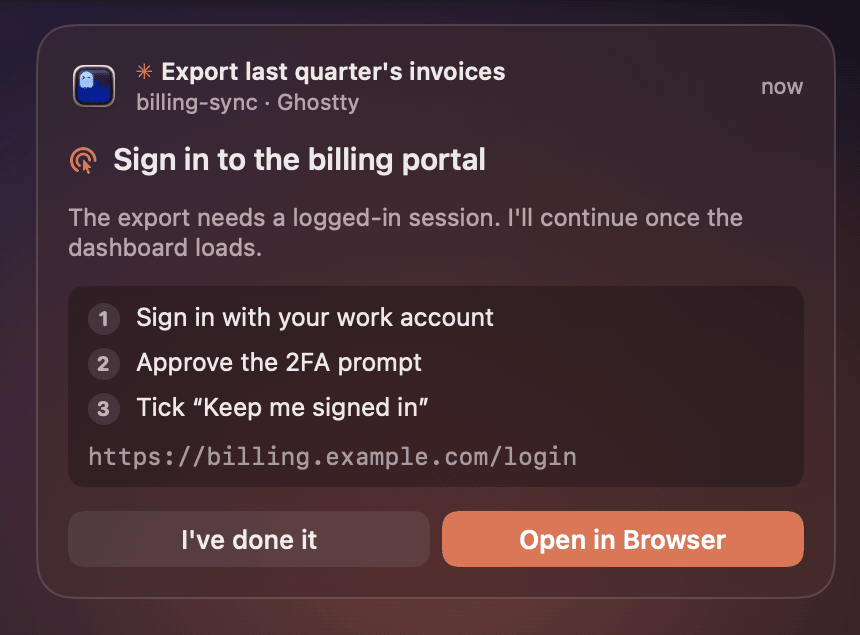 ✳ Export last quarter's invoices
billing-sync · Ghostty
now
Sign in to the billing portal
The export needs a logged-in session. I'll continue once the
dashboard loads.
1 Sign in with your work account
2 Approve the 2FA prompt
3 Tick “Keep me signed in”
https://billing.example.com/login
I've done it
Open in Browser